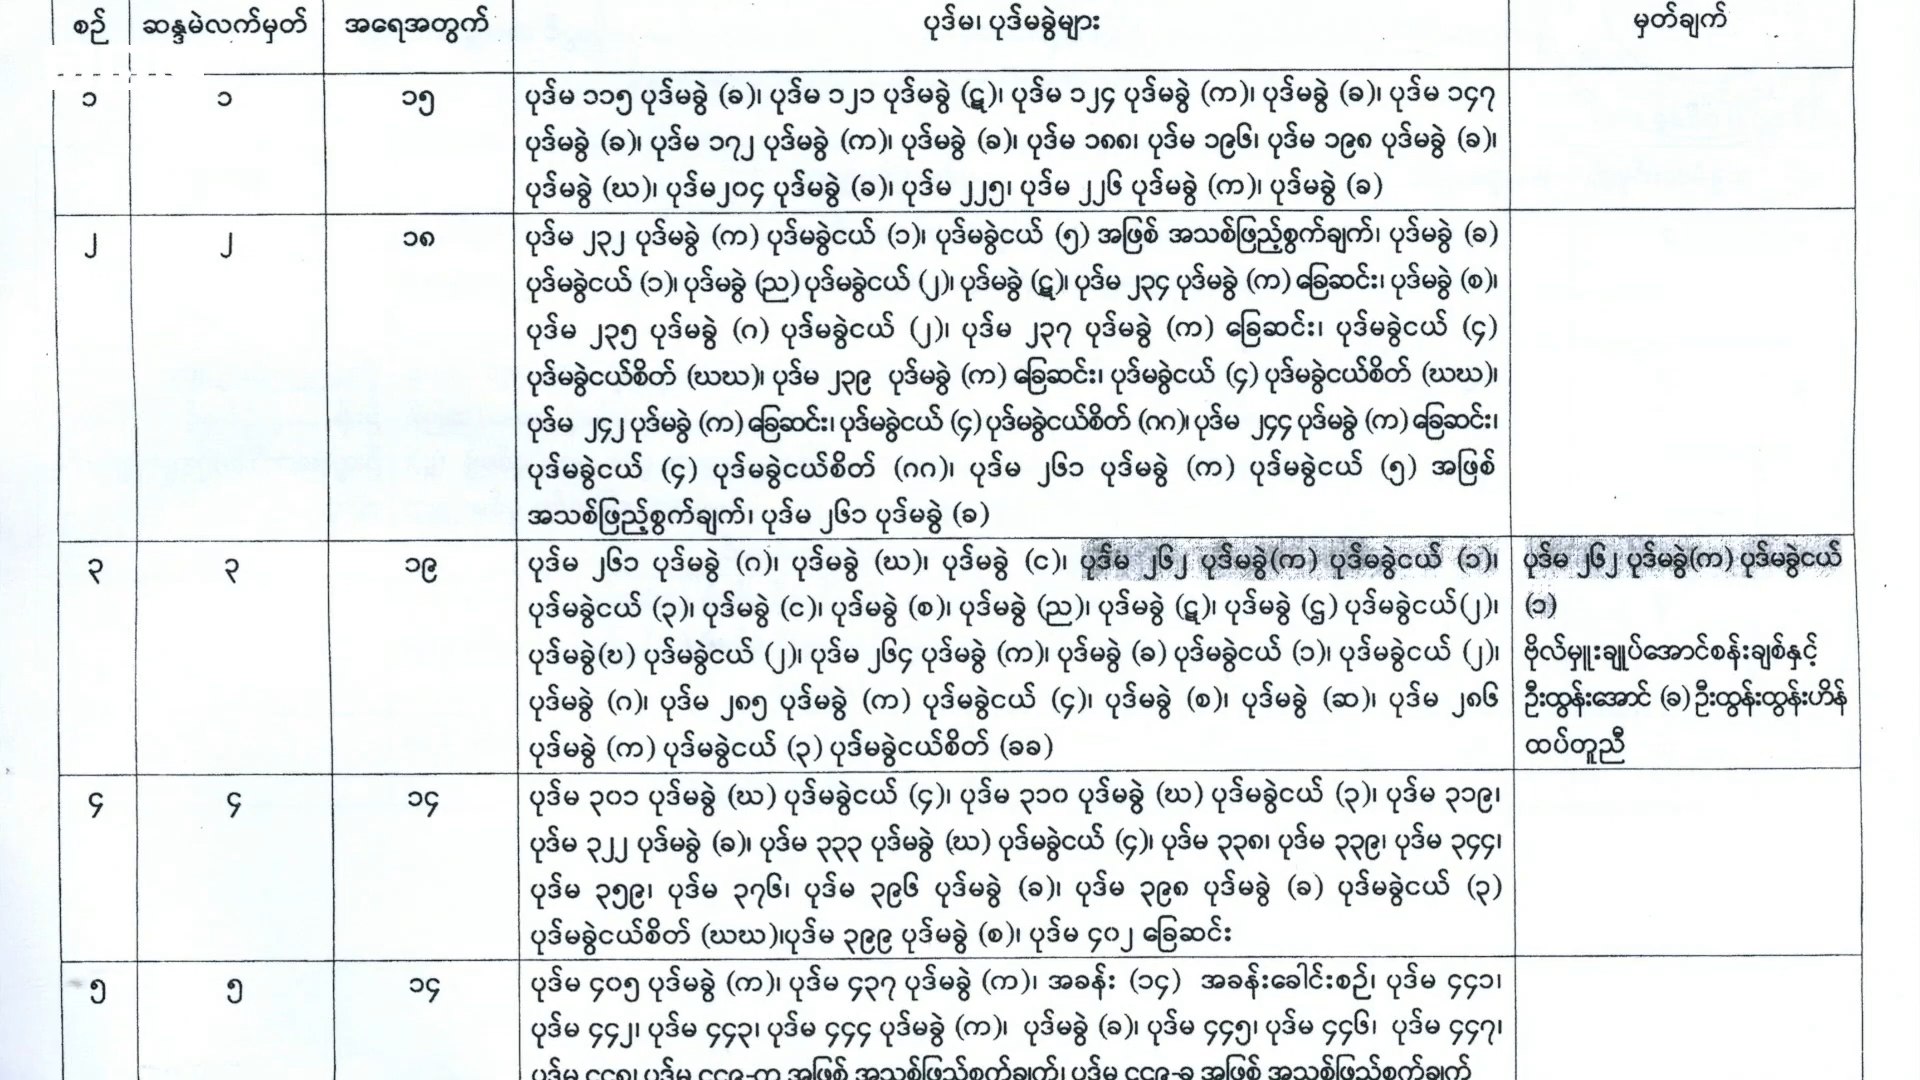 စဉ် ဆန္ဒမဲလက်မှတ် အရေအတွက် ပုဒ်မ၊ ပုဒ်မခွဲများ မှတ်ချက်
၁ ၁ ၁၅ ပုဒ်မ ၁၁၅ ပုဒ်မခွဲ (ခ)၊ ပုဒ်မ ၁၂၁ ပုဒ်မခွဲ (ဋ)၊ ပုဒ်မ ၁၂၄ ပုဒ်မခွဲ (က)၊ ပုဒ်မခွဲ (ခ)၊ ပုဒ်မ ၁၄၇
ပုဒ်မခွဲ (ခ)၊ ပုဒ်မ ၁၇၂ ပုဒ်မခွဲ (က)၊ ပုဒ်မခွဲ (ခ)၊ ပုဒ်မ ၁၈၈၊ ပုဒ်မ ၁၉၆၊ ပုဒ်မ ၁၉၈ ပုဒ်မခွဲ (ခ)၊
ပုဒ်မခွဲ (ဃ)၊ ပုဒ်မ၂၀၄ ပုဒ်မခွဲ (ခ)၊ ပုဒ်မ ၂၂၅၊ ပုဒ်မ ၂၂၆ ပုဒ်မခွဲ (က)၊ ပုဒ်မခွဲ (ခ)
၂ ၂ ၁၈ ပုဒ်မ ၂၃၂ ပုဒ်မခွဲ (က) ပုဒ်မခွဲငယ် (၁)၊ ပုဒ်မခွဲငယ် (၅) အဖြစ် အသစ်ဖြည့်စွက်ချက်၊ ပုဒ်မခွဲ (ခ)
ပုဒ်မခွဲငယ် (၁)၊ ပုဒ်မခွဲ (ည) ပုဒ်မခွဲငယ် (၂)၊ ပုဒ်မခွဲ (ဋ)၊ ပုဒ်မ ၂၃၄ ပုဒ်မခွဲ (က) ခြေဆင်း၊ ပုဒ်မခွဲ (စ)၊
ပုဒ်မ ၂၃၅ ပုဒ်မခွဲ (ဂ) ပုဒ်မခွဲငယ် (၂)၊ ပုဒ်မ ၂၃၇ ပုဒ်မခွဲ (က) ခြေဆင်း၊ ပုဒ်မခွဲငယ် (၄)
ပုဒ်မခွဲငယ်စိတ် (ဃဃ)၊ ပုဒ်မ ၂၃၉ ပုဒ်မခွဲ (က) ခြေဆင်း၊ ပုဒ်မခွဲငယ် (၄) ပုဒ်မခွဲငယ်စိတ် (ဃဃ)၊
ပုဒ်မ ၂၄၂ ပုဒ်မခွဲ (က) ခြေဆင်း၊ ပုဒ်မခွဲငယ် (၄) ပုဒ်မခွဲငယ်စိတ် (ဂဂ)၊ ပုဒ်မ ၂၄၄ ပုဒ်မခွဲ (က) ခြေဆင်း၊
ပုဒ်မခွဲငယ် (၄) ပုဒ်မခွဲငယ်စိတ် (ဂဂ)၊ ပုဒ်မ ၂၆၁ ပုဒ်မခွဲ (က) ပုဒ်မခွဲငယ် (၅) အဖြစ်
အသစ်ဖြည့်စွက်ချက်၊ ပုဒ်မ ၂၆၁ ပုဒ်မခွဲ (ခ)
၃ ၃ ၁၉ ပုဒ်မ ၂၆၁ ပုဒ်မခွဲ (ဂ)၊ ပုဒ်မခွဲ (ဃ)၊ ပုဒ်မခွဲ (င)၊ ပုဒ်မ ၂၆၂ ပုဒ်မခွဲ(က) ပုဒ်မခွဲငယ် (၁)၊
ပုဒ်မခွဲငယ် (၃)၊ ပုဒ်မခွဲ (င)၊ ပုဒ်မခွဲ (စ)၊ ပုဒ်မခွဲ (ည)၊ ပုဒ်မခွဲ (ဋ)၊ ပုဒ်မခွဲ (ဌ) ပုဒ်မခွဲငယ်(၂)၊
ပုဒ်မခွဲ(ဎ) ပုဒ်မခွဲငယ် (၂)၊ ပုဒ်မ ၂၆၄ ပုဒ်မခွဲ (က)၊ ပုဒ်မခွဲ (ခ) ပုဒ်မခွဲငယ် (၁)၊ ပုဒ်မခွဲငယ် (၂)၊
ပုဒ်မခွဲ (ဂ)၊ ပုဒ်မ ၂၈၅ ပုဒ်မခွဲ (က) ပုဒ်မခွဲငယ် (၄)၊ ပုဒ်မခွဲ (စ)၊ ပုဒ်မခွဲ (ဆ)၊ ပုဒ်မ ၂၈၆
ပုဒ်မခွဲ (က) ပုဒ်မခွဲငယ် (၃) ပုဒ်မခွဲငယ်စိတ် (ခခ)
ပုဒ်မ ၂၆၂ ပုဒ်မခွဲ(က) ပုဒ်မခွဲငယ်
(၁)
ဗိုလ်မှူးချုပ်အောင်စန်းချစ်နှင့်
ဦးထွန်းအောင် (ခ) ဦးထွန်းထွန်းဟိန်
ထပ်တူညီ
၄ ၄ ၁၄ ပုဒ်မ ၃၀၁ ပုဒ်မခွဲ (ဃ) ပုဒ်မခွဲငယ် (၄)၊ ပုဒ်မ ၃၁၀ ပုဒ်မခွဲ (ဃ) ပုဒ်မခွဲငယ် (၃)၊ ပုဒ်မ ၃၁၉၊
ပုဒ်မ ၃၂၂ ပုဒ်မခွဲ (ခ)၊ ပုဒ်မ ၃၃၃ ပုဒ်မခွဲ (ဃ) ပုဒ်မခွဲငယ် (၄)၊ ပုဒ်မ ၃၃၈၊ ပုဒ်မ ၃၃၉၊ ပုဒ်မ ၃၄၄၊
ပုဒ်မ ၃၅၉၊ ပုဒ်မ ၃၇၆၊ ပုဒ်မ ၃၉၆ ပုဒ်မခွဲ (ခ)၊ ပုဒ်မ ၃၉၈ ပုဒ်မခွဲ (ခ) ပုဒ်မခွဲငယ် (၃)
ပုဒ်မခွဲငယ်စိတ် (ဃဃ)၊ပုဒ်မ ၃၉၉ ပုဒ်မခွဲ (စ)၊ ပုဒ်မ ၄၀၂ ခြေဆင်း
၅ ၅ ၁၄ ပုဒ်မ ၄၀၅ ပုဒ်မခွဲ (က)၊ ပုဒ်မ ၄၃၇ ပုဒ်မခွဲ (က)၊ အခန်း (၁၄) အခန်းခေါင်းစဉ်၊ ပုဒ်မ ၄၄၁၊
ပုဒ်မ ၄၄၂၊ ပုဒ်မ ၄၄၃၊ ပုဒ်မ ၄၄၄ ပုဒ်မခွဲ (က)၊ ပုဒ်မခွဲ (ခ)၊ ပုဒ်မ ၄၄၅၊ ပုဒ်မ ၄၄၆၊ ပုဒ်မ ၄၄၇၊
ပုဒ်မ ၄၄၈၊ ပုဒ်မ ၄၄၉-က အဖြစ် အသစ်ဖြည့်စွက်ချက်၊ ပုဒ်မ ၄၄၉-ခ အဖြစ် အသစ်ဖြည့်စွက်ချက်